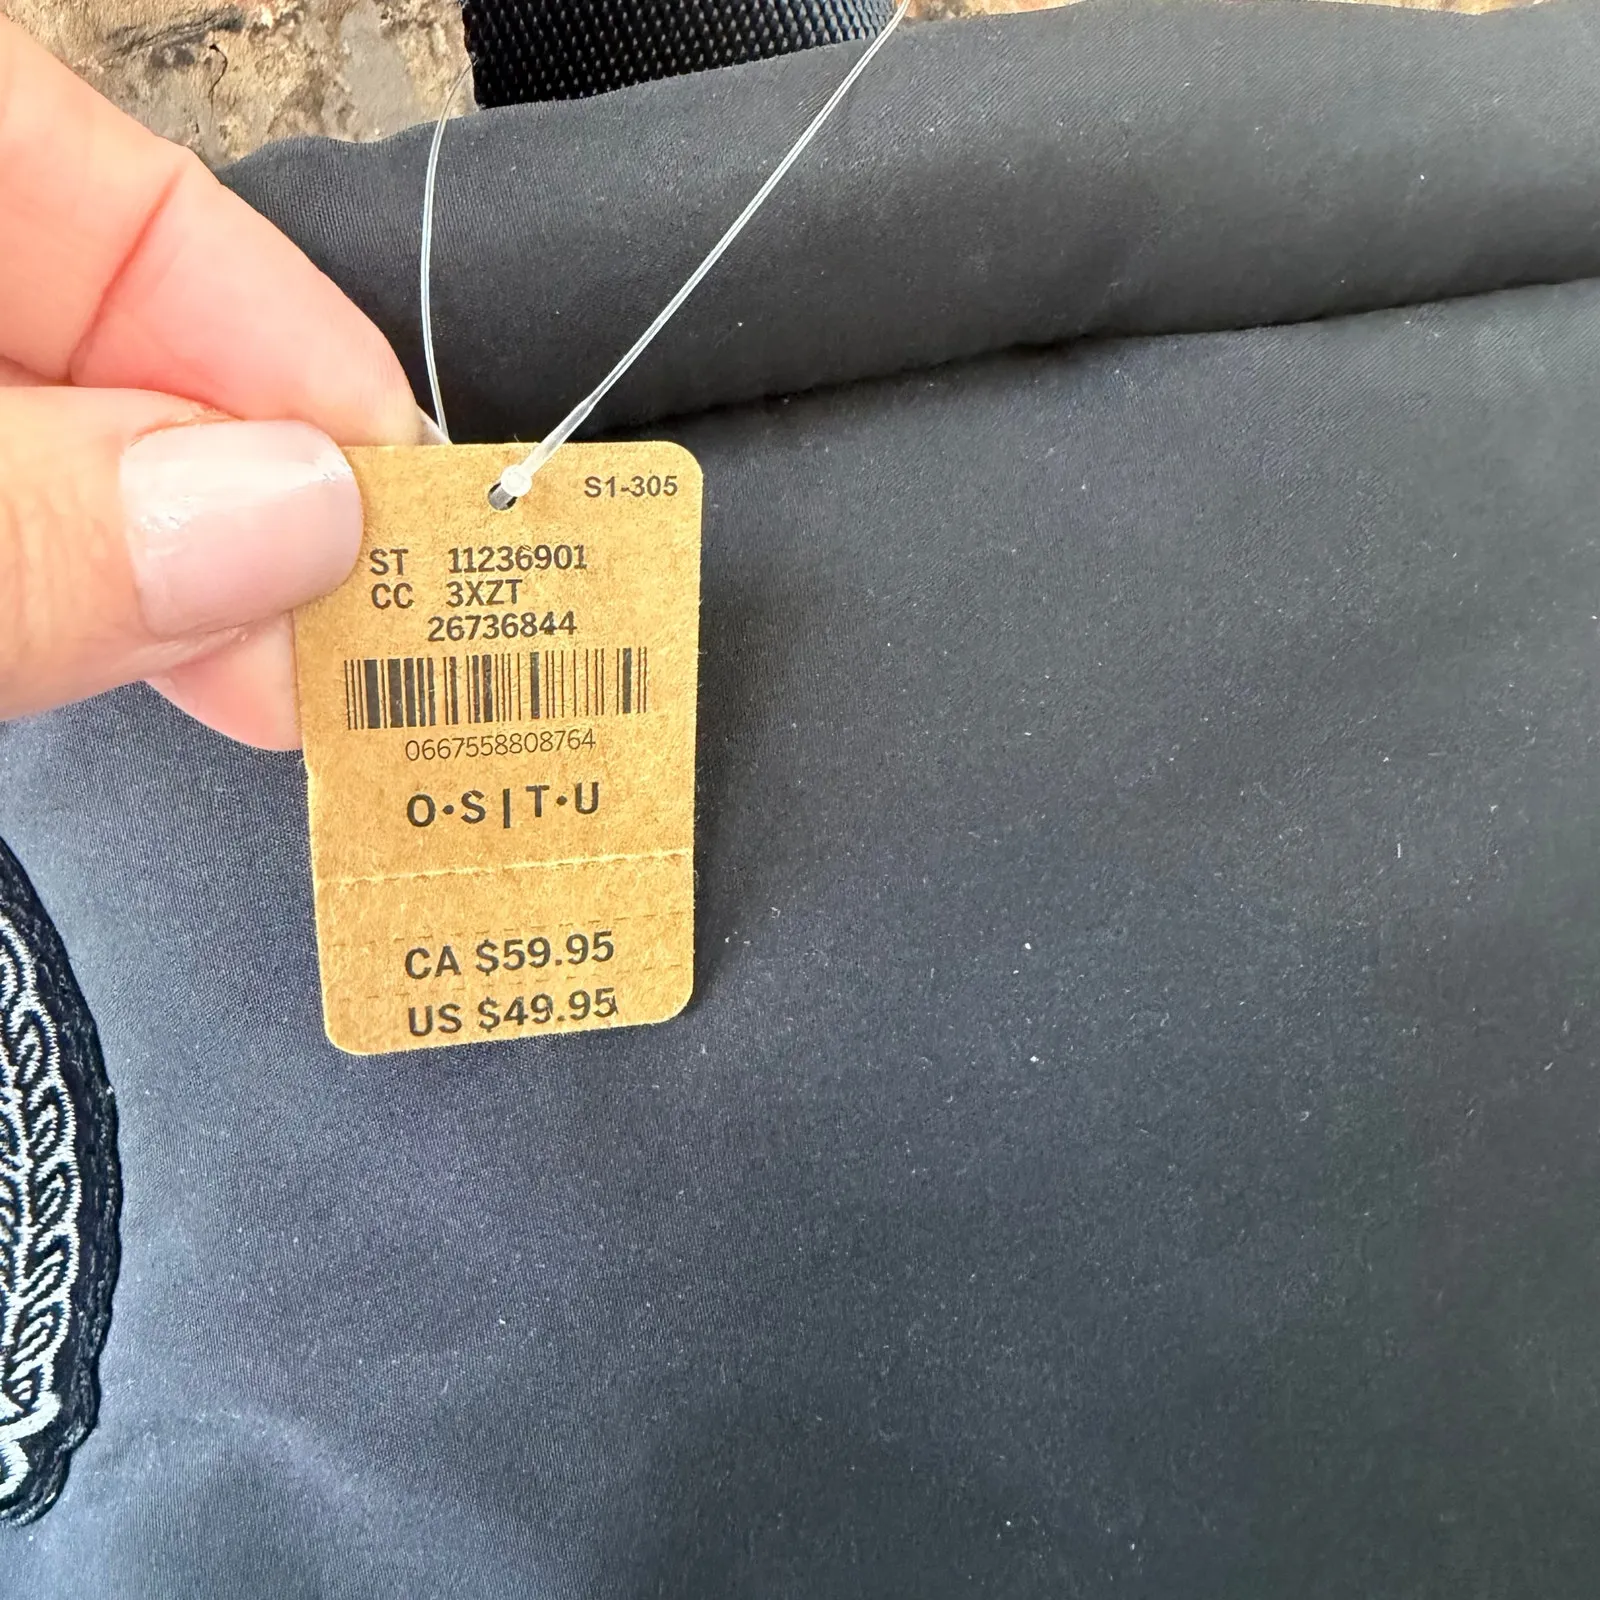 S1-305
ST 11236901
CC 3XZT
26736844
0667558808764
O•S|T•U
CA $59.95
US $49.95